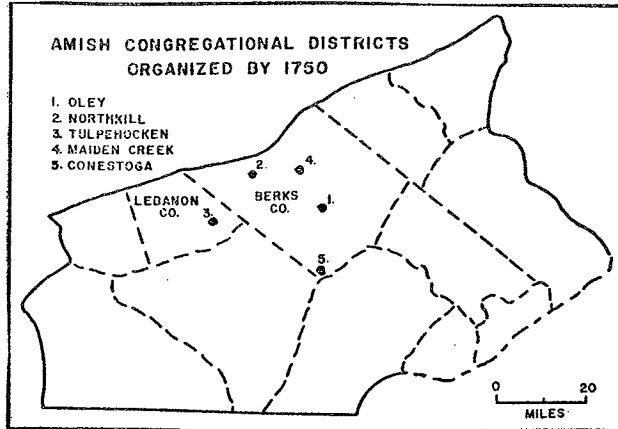 AMISH CONGREGATIONAL DISTRICTS
ORGANIZED BY 1750
1. OLEY
2. NORTHKILL
3. TULPEHOCKEN
4. MAIDEN CREEK
5. CONESTOGA
2.
4.
LEBANON
CO.
3.
BERKS
CO.
1.
5.
0 20
MILES